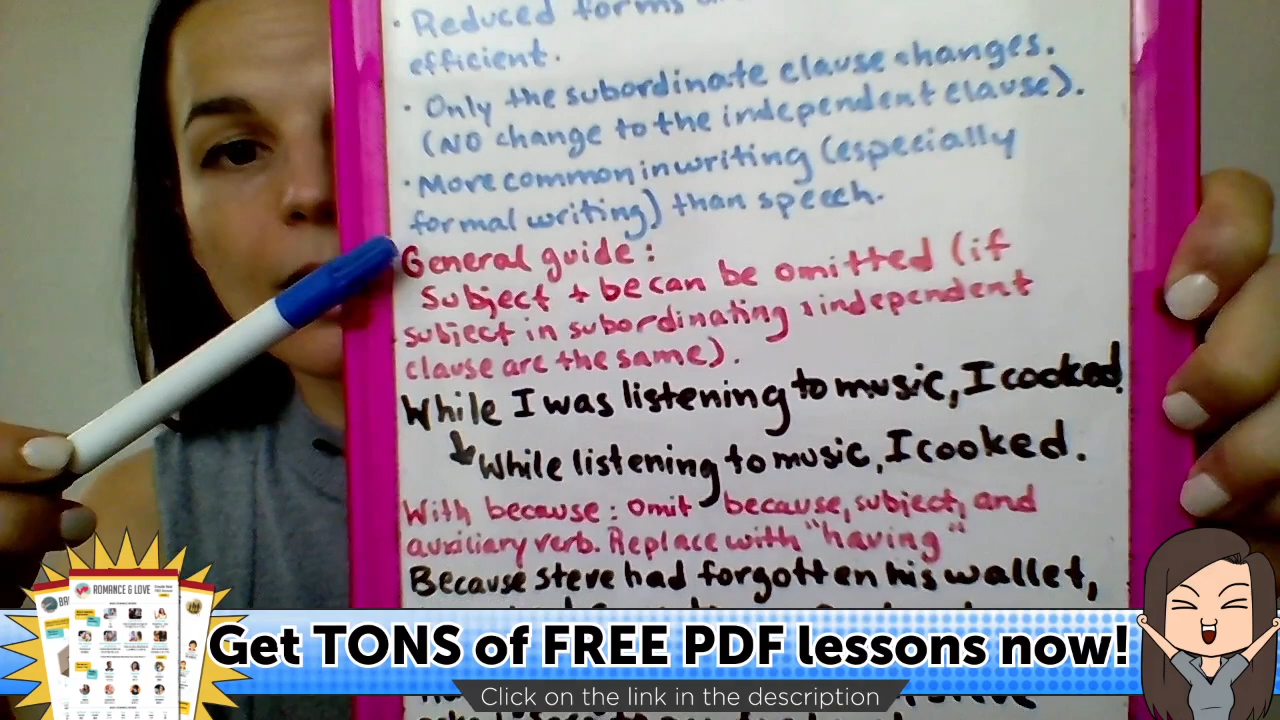 · Reduced forms
efficient.
· Only the subordinate clause changes.
(NO change to the independent clause).
· More common in writing (especially
formal writing) than speech.
General guide:
Subject + be can be omitted (if
subject in subordinating & independent
clause are the same).
While I was listening to music, I cooked.
While listening to music, I cooked.
With because: omit because, subject, and
auxiliary verb. Replace with "having"
Because Steve had forgotten his wallet,
ROMANCE & LOVE
Get TONS of FREE PDF lessons now!
Click on the link in the description